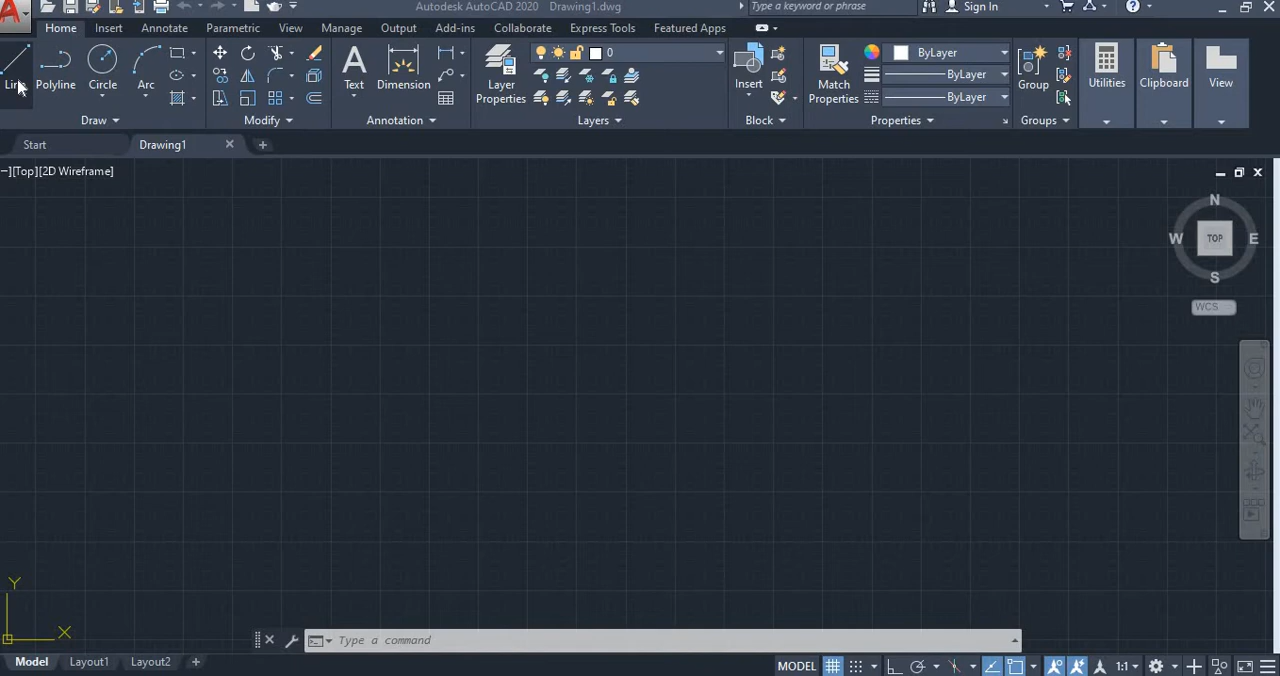 Autodesk AutoCAD 2020 Drawing1.dwg
Type a keyword or phrase
Sign In
Home Insert Annotate Parametric View Manage Output Add-ins Collaborate Express Tools Featured Apps
Polyline Circle Arc Text Dimension Layer Properties 0 Insert Match Properties ByLayer Group Utilities Clipboard View
ByLayer
ByLayer
Draw Modify Annotation Layers Block Properties Groups
Start Drawing1
−][Top][2D Wireframe]
N
W TOP E
S
WCS
Y
X
Type a command
Model Layout1 Layout2 MODEL 1:1